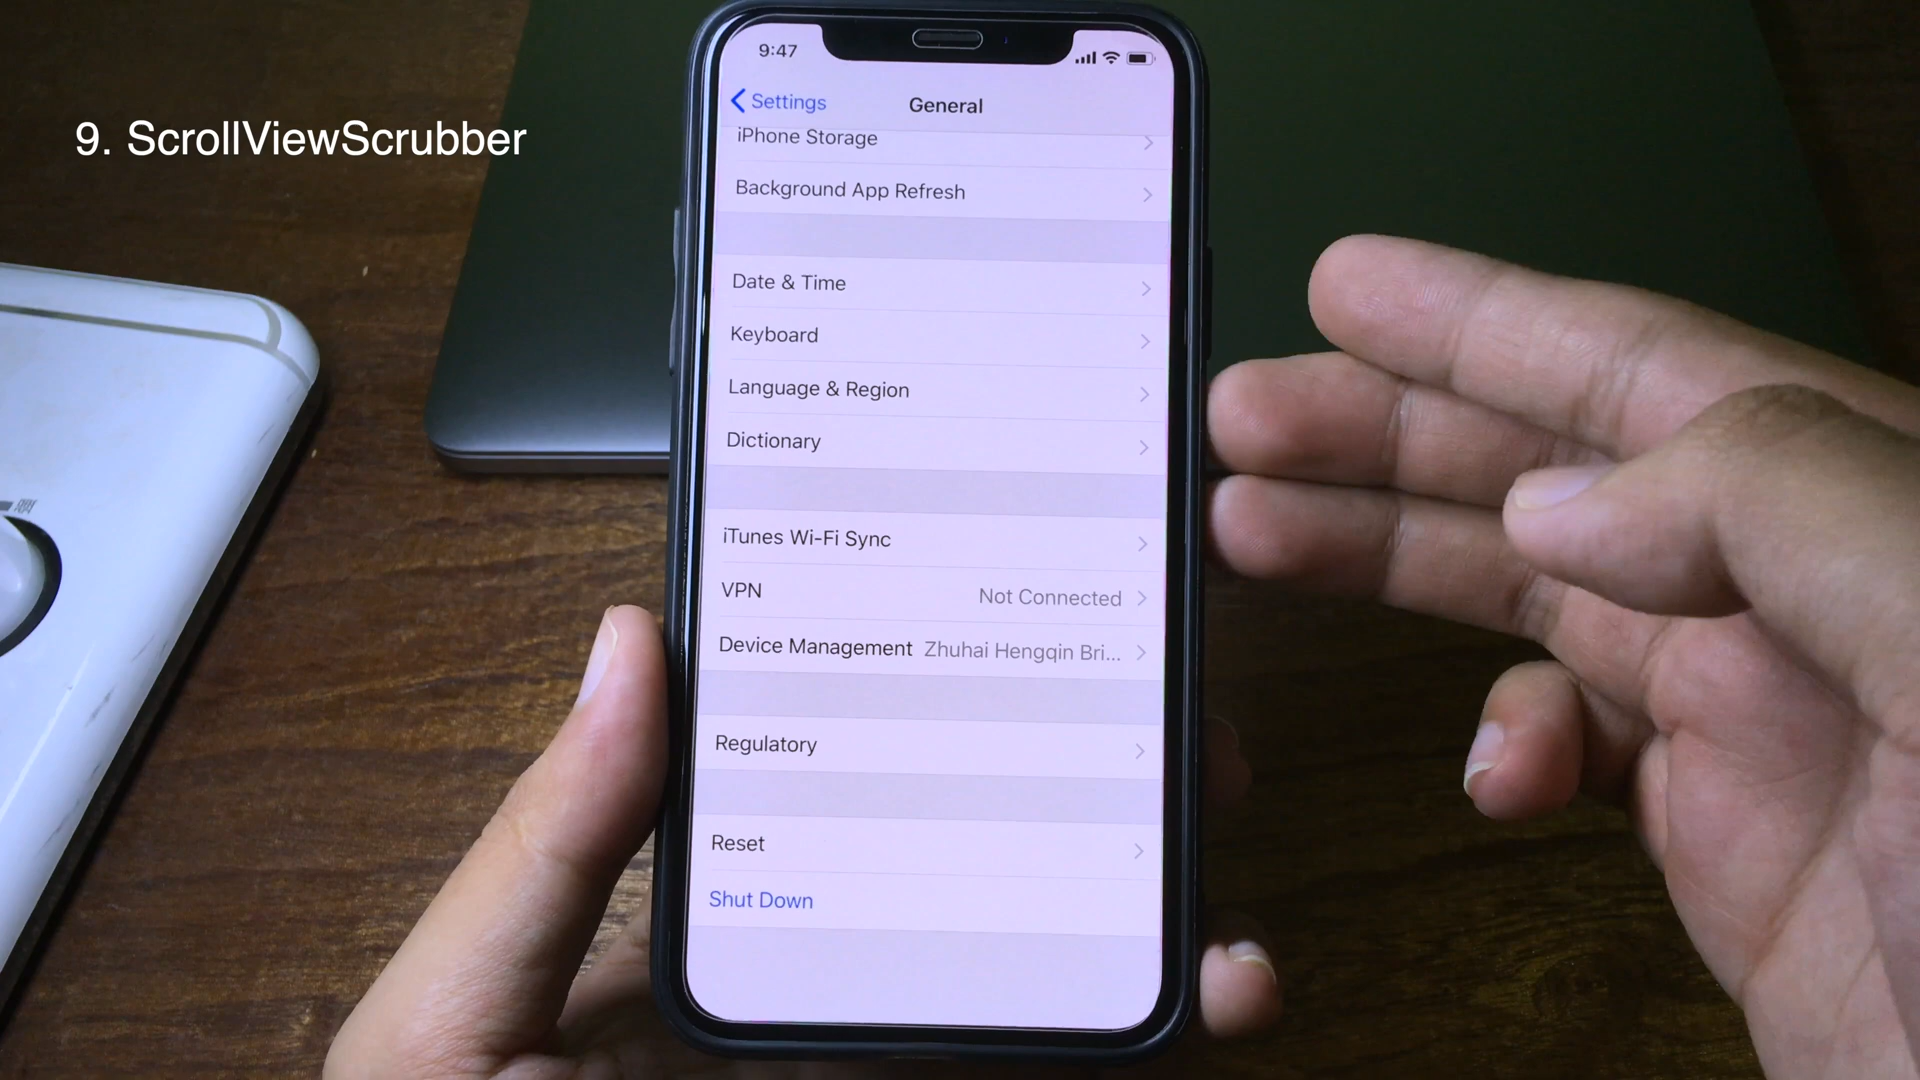 9. ScrollViewScrubber
9:47
Settings
General
iPhone Storage
Background App Refresh
Date & Time
Keyboard
Language & Region
Dictionary
iTunes Wi-Fi Sync
VPN Not Connected
Device Management Zhuhai Hengqin Bri...
Regulatory
Reset
Shut Down